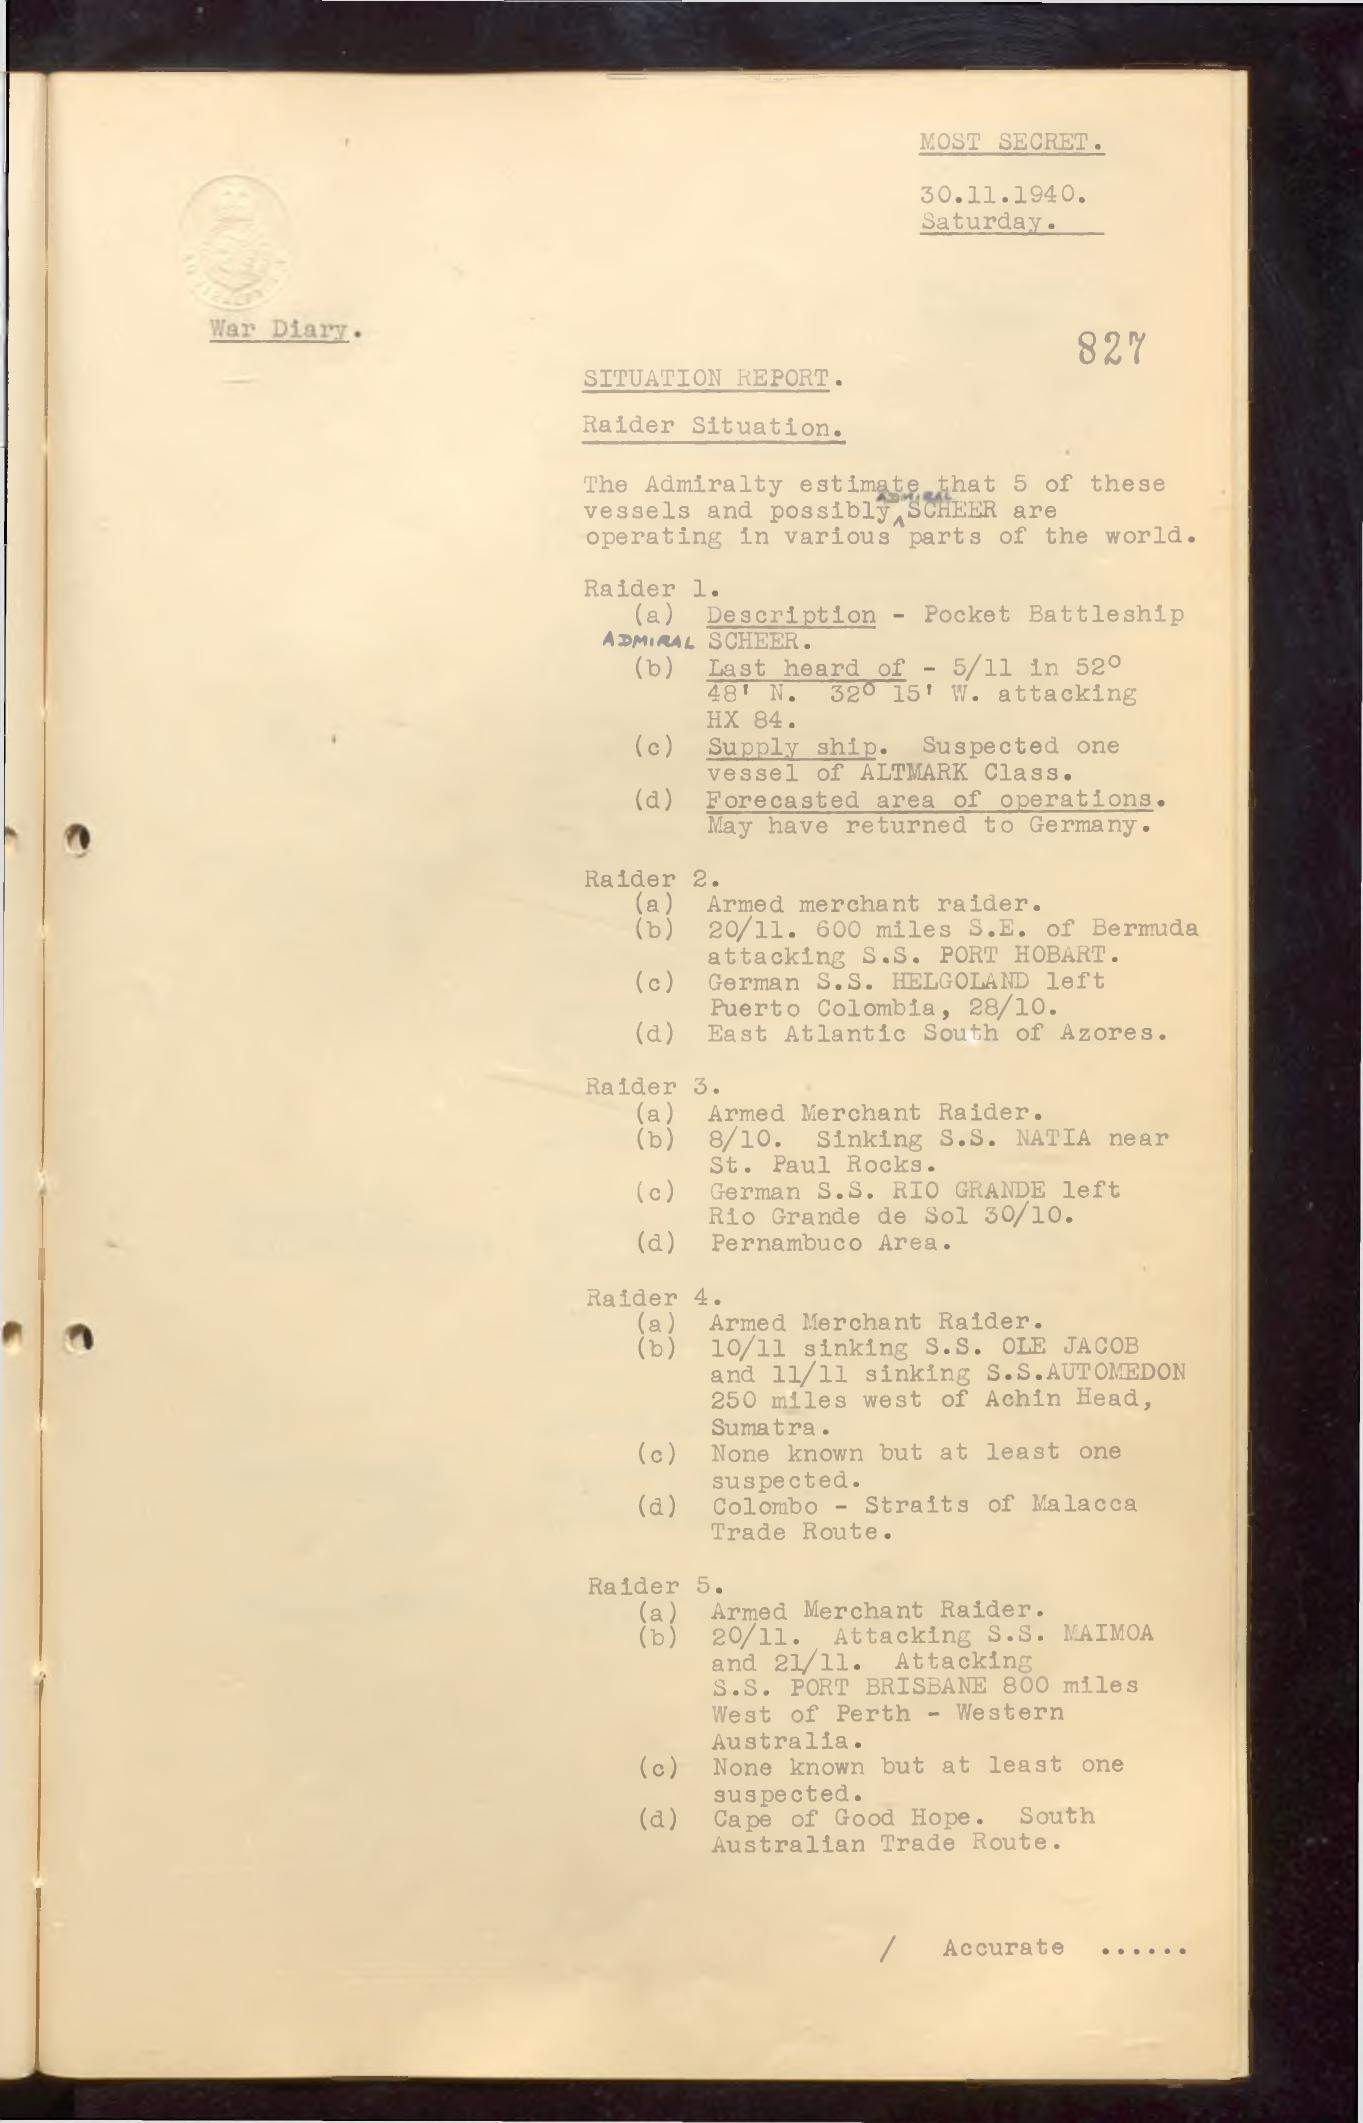 MOST SECRET.
30.11.1940.
Saturday.
War Diary.
827
SITUATION REPORT.
Raider Situation.
The Admiralty estimate that 5 of these
vessels and possibly ADMIRAL SCHEER are
operating in various parts of the world.
Raider 1.
(a) Description - Pocket Battleship
ADMIRAL SCHEER.
(b) Last heard of - 5/11 in 52°
48' N. 32° 15' W. attacking
HX 84.
(c) Supply ship. Suspected one
vessel of ALTMARK Class.
(d) Forecasted area of operations.
May have returned to Germany.
Raider 2.
(a) Armed merchant raider.
(b) 20/11. 600 miles S.E. of Bermuda
attacking S.S. PORT HOBART.
(c) German S.S. HELGOLAND left
Puerto Colombia, 28/10.
(d) East Atlantic South of Azores.
Raider 3.
(a) Armed Merchant Raider.
(b) 8/10. Sinking S.S. NATIA near
St. Paul Rocks.
(c) German S.S. RIO GRANDE left
Rio Grande de Sol 30/10.
(d) Pernambuco Area.
Raider 4.
(a) Armed Merchant Raider.
(b) 10/11 sinking S.S. OLE JACOB
and 11/11 sinking S.S.AUTOMEDON
250 miles west of Achin Head,
Sumatra.
(c) None known but at least one
suspected.
(d) Colombo - Straits of Malacca
Trade Route.
Raider 5.
(a) Armed Merchant Raider.
(b) 20/11. Attacking S.S. MAIMOA
and 21/11. Attacking
S.S. PORT BRISBANE 800 miles
West of Perth - Western
Australia.
(c) None known but at least one
suspected.
(d) Cape of Good Hope. South
Australian Trade Route.
/ Accurate ......